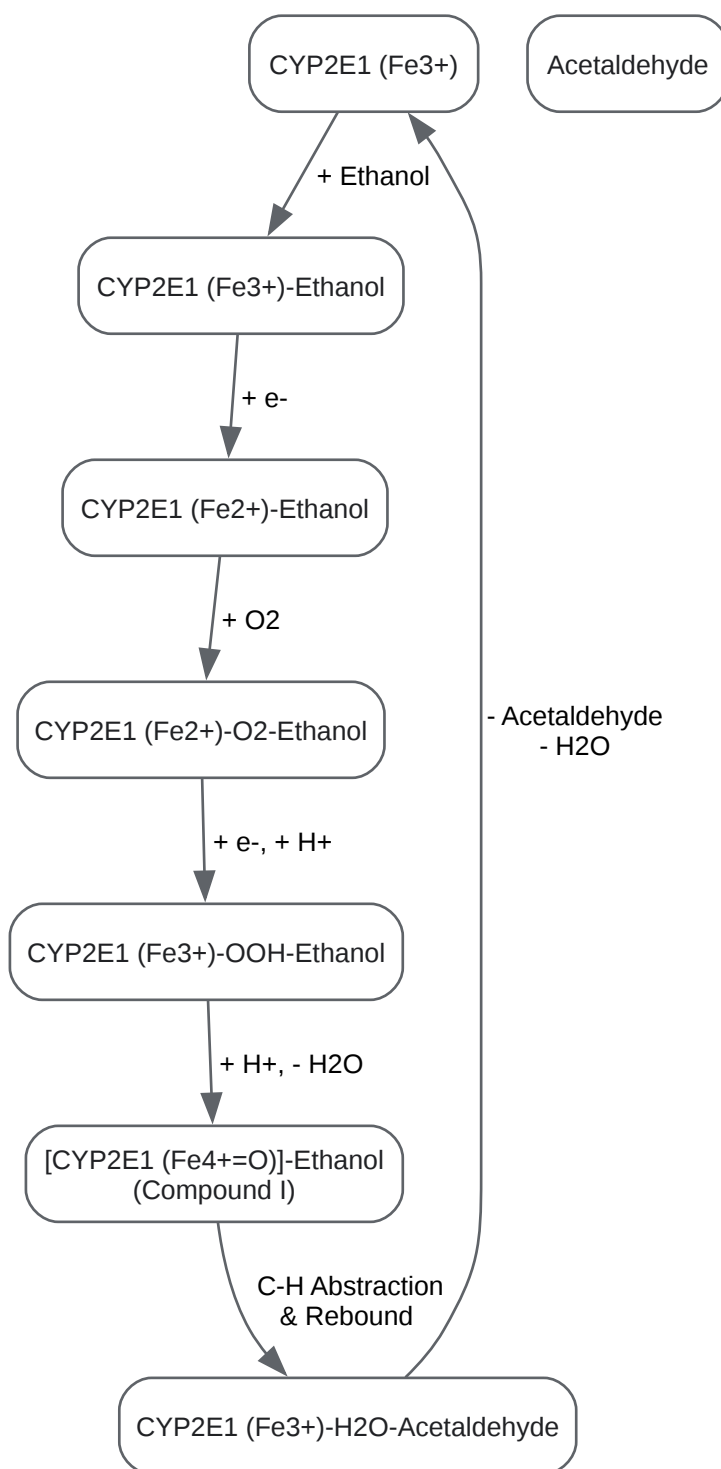 CYP2E1 (Fe3+)
Acetaldehyde
+ Ethanol
CYP2E1 (Fe3+)-Ethanol
+ e-
CYP2E1 (Fe2+)-Ethanol
+ O2
CYP2E1 (Fe2+)-O2-Ethanol
- Acetaldehyde
- H2O
+ e-, + H+
CYP2E1 (Fe3+)-OOH-Ethanol
+ H+, - H2O
[CYP2E1 (Fe4+=O)]-Ethanol
(Compound I)
C-H Abstraction
& Rebound
CYP2E1 (Fe3+)-H2O-Acetaldehyde